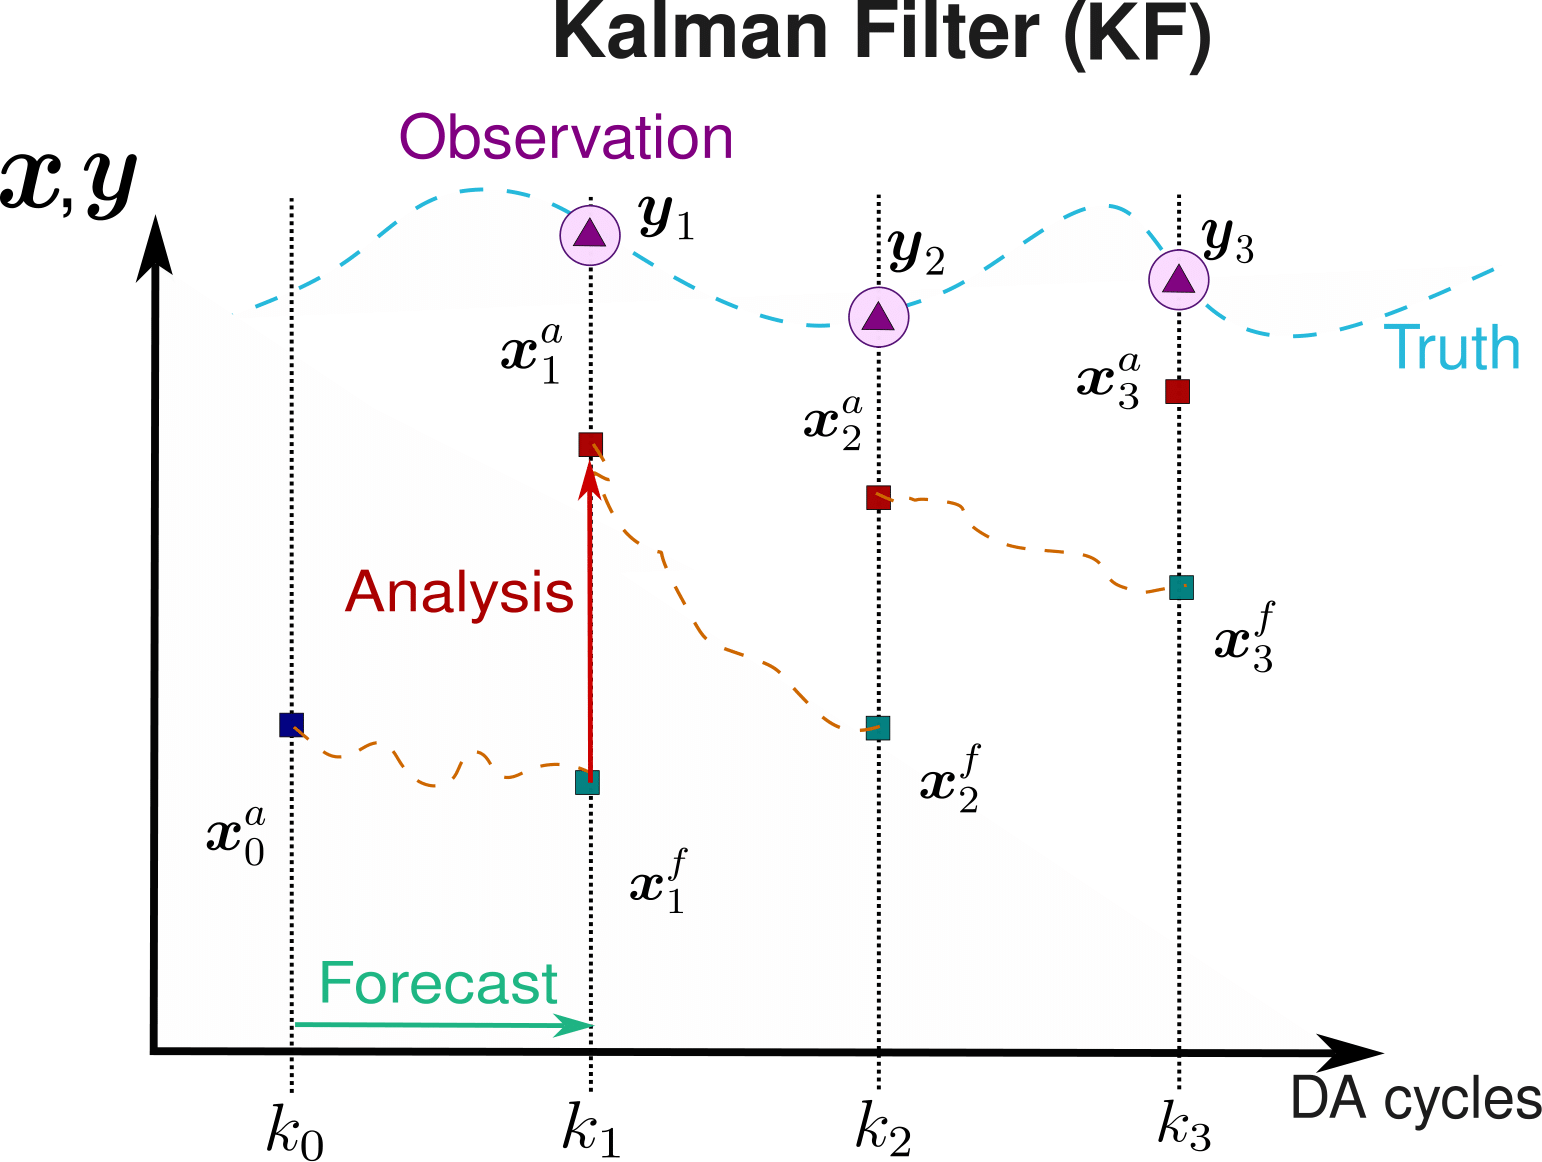 Kalman Filter (KF)
Observation
x,y
y₁
y₂
y₃
Truth
x₁ᵃ
x₂ᵃ
x₃ᵃ
Analysis
x₃ᶠ
x₀ᵃ
x₂ᶠ
x₁ᶠ
Forecast
DA cycles
k₀
k₁
k₂
k₃